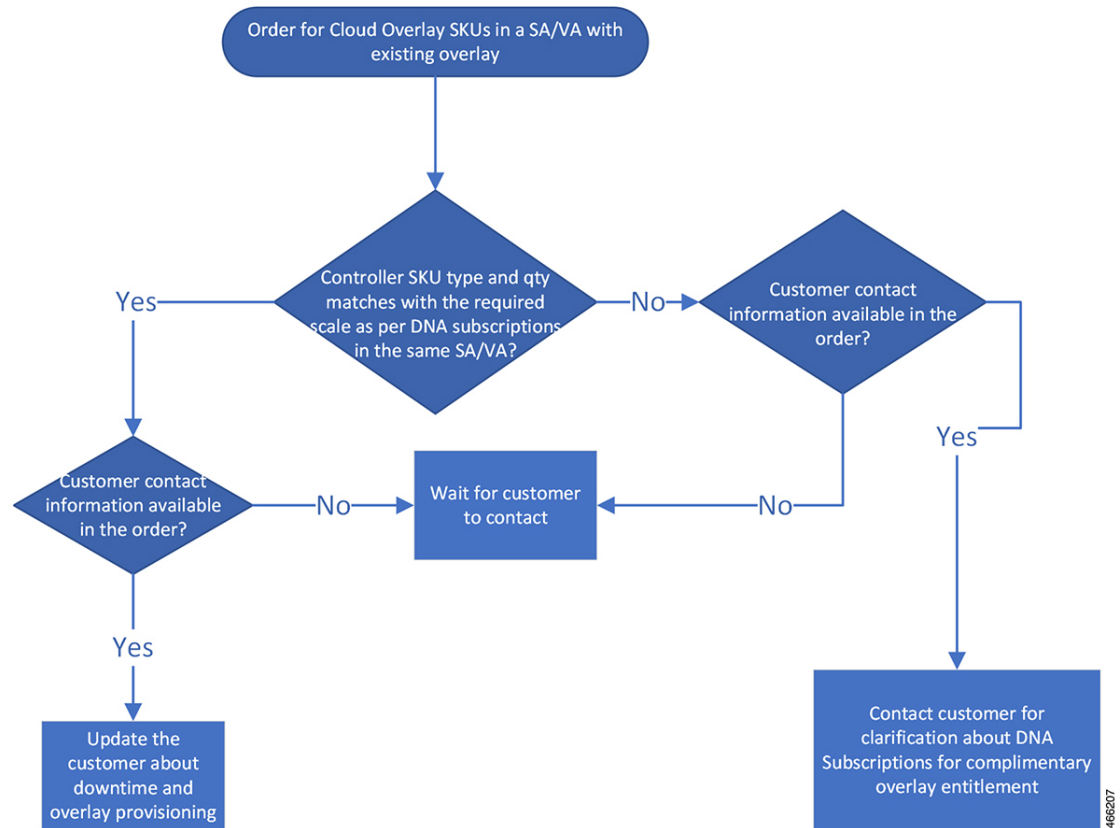 Order for Cloud Overlay SKUs in a SA/VA with
existing overlay
Controller SKU type and qty
matches with the required
scale as per DNA subscriptions
in the same SA/VA?
Yes
No
Customer contact
information available in the
order?
Customer contact
information available
in the order?
No
Wait for customer
to contact
No
Yes
Yes
Update the
customer about
downtime and
overlay provisioning
Contact customer for
clarification about DNA
Subscriptions for complimentary
overlay entitlement
466207